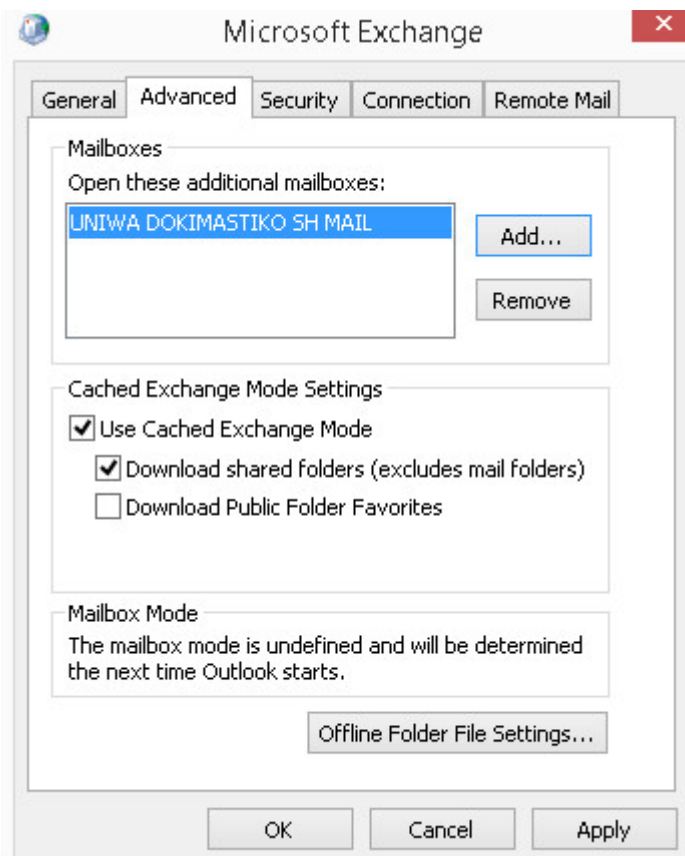 Microsoft Exchange
General Advanced Security Connection Remote Mail
Mailboxes
Open these additional mailboxes:
UNIWA DOKIMASTIKO SH MAIL
Add...
Remove
Cached Exchange Mode Settings
Use Cached Exchange Mode
Download shared folders (excludes mail folders)
Download Public Folder Favorites
Mailbox Mode
The mailbox mode is undefined and will be determined
the next time Outlook starts.
Offline Folder File Settings...
OK Cancel Apply